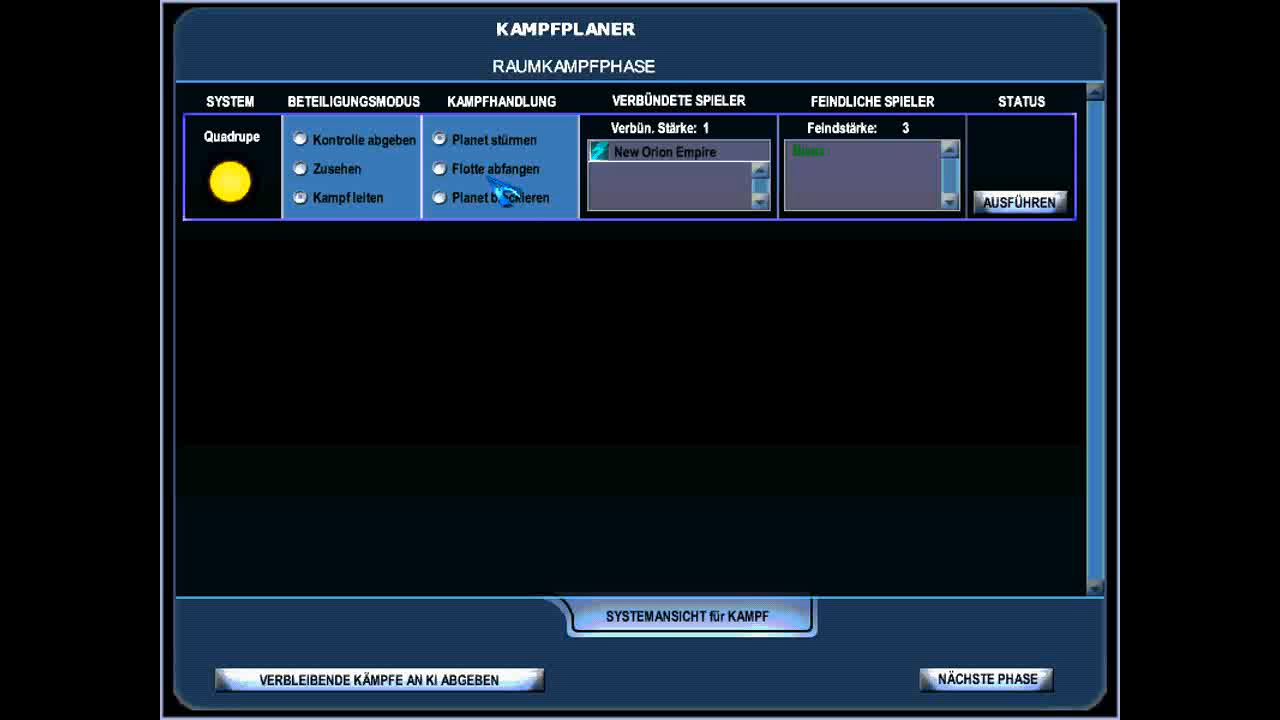 KAMPFPLANER
RAUMKAMPFPHASE
SYSTEM BETEILIGUNGSMODUS KAMPFHANDLUNG VERBÜNDETE SPIELER FEINDLICHE SPIELER STATUS
Quadrupe
Kontrolle abgeben
Zusehen
Kampf leiten
Planet stürmen
Flotte abfangen
Planet
Verbün. Stärke: 1
New Orion Empire
Feindstärke: 3
AUSFÜHREN
SYSTEMANSICHT für KAMPF
VERBLEIBENDE KÄMPFE AN KI ABGEBEN
NÄCHSTE PHASE